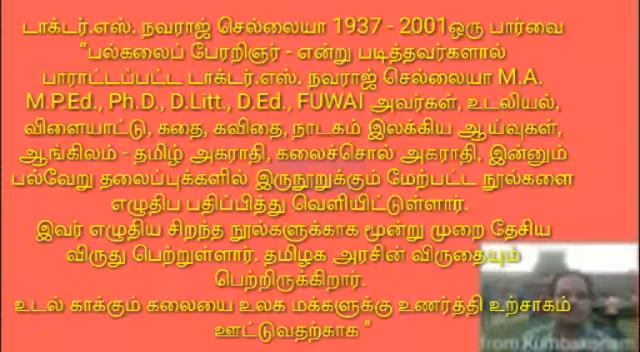 டாக்டர்.எஸ். நவராஜ் செல்லையா 1937 - 2001ஒரு பார்வை
“பல்கலைப் பேரறிஞர் - என்று படித்தவர்களால்
பாராட்டப்பட்ட டாக்டர்.எஸ். நவராஜ் செல்லையா M.A.
M.P.Ed., Ph.D., D.Litt., D.Ed., FUWAI அவர்கள், உடலியல்,
விளையாட்டு, கதை, கவிதை, நாடகம் இலக்கிய ஆய்வுகள்,
ஆங்கிலம் - தமிழ் அகராதி, கலைச்சொல் அகராதி, இன்னும்
பல்வேறு தலைப்புக்களில் இருநூறுக்கும் மேற்பட்ட நூல்களை
எழுதிப பதிப்பித்து வெளியிட்டுள்ளார்.
இவர் எழுதிய சிறந்த நூல்களுக்காக மூன்று முறை தேசிய
விருது பெற்றுள்ளார். தமிழக அரசின் விருதையும்
பெற்றிருக்கிறார்.
உடல் காக்கும் கலையை உலக மக்களுக்கு உணர்த்தி உற்சாகம்
ஊட்டுவதற்காக "
from Kumbakonam